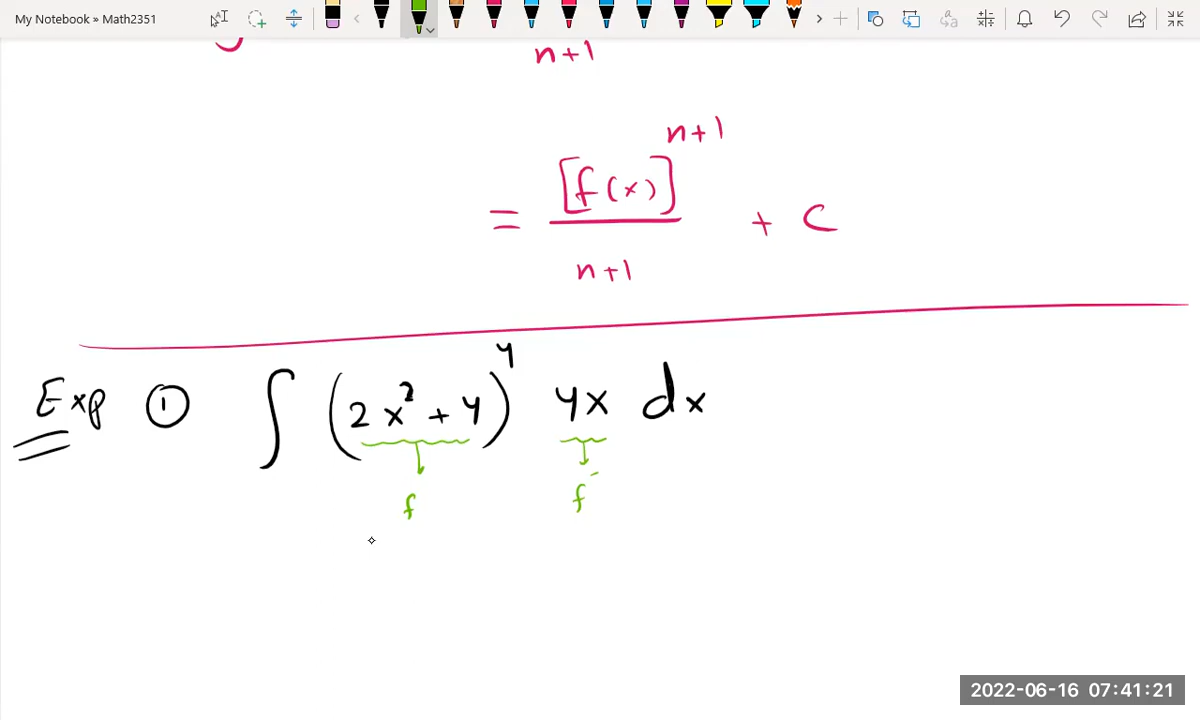 My Notebook » Math2351
n+1
= [f(x)]^{n+1} / n+1 + c
Exp ① ∫ (2x² + 4)⁴ 4x dx
f f′
2022-06-16 07:41:21